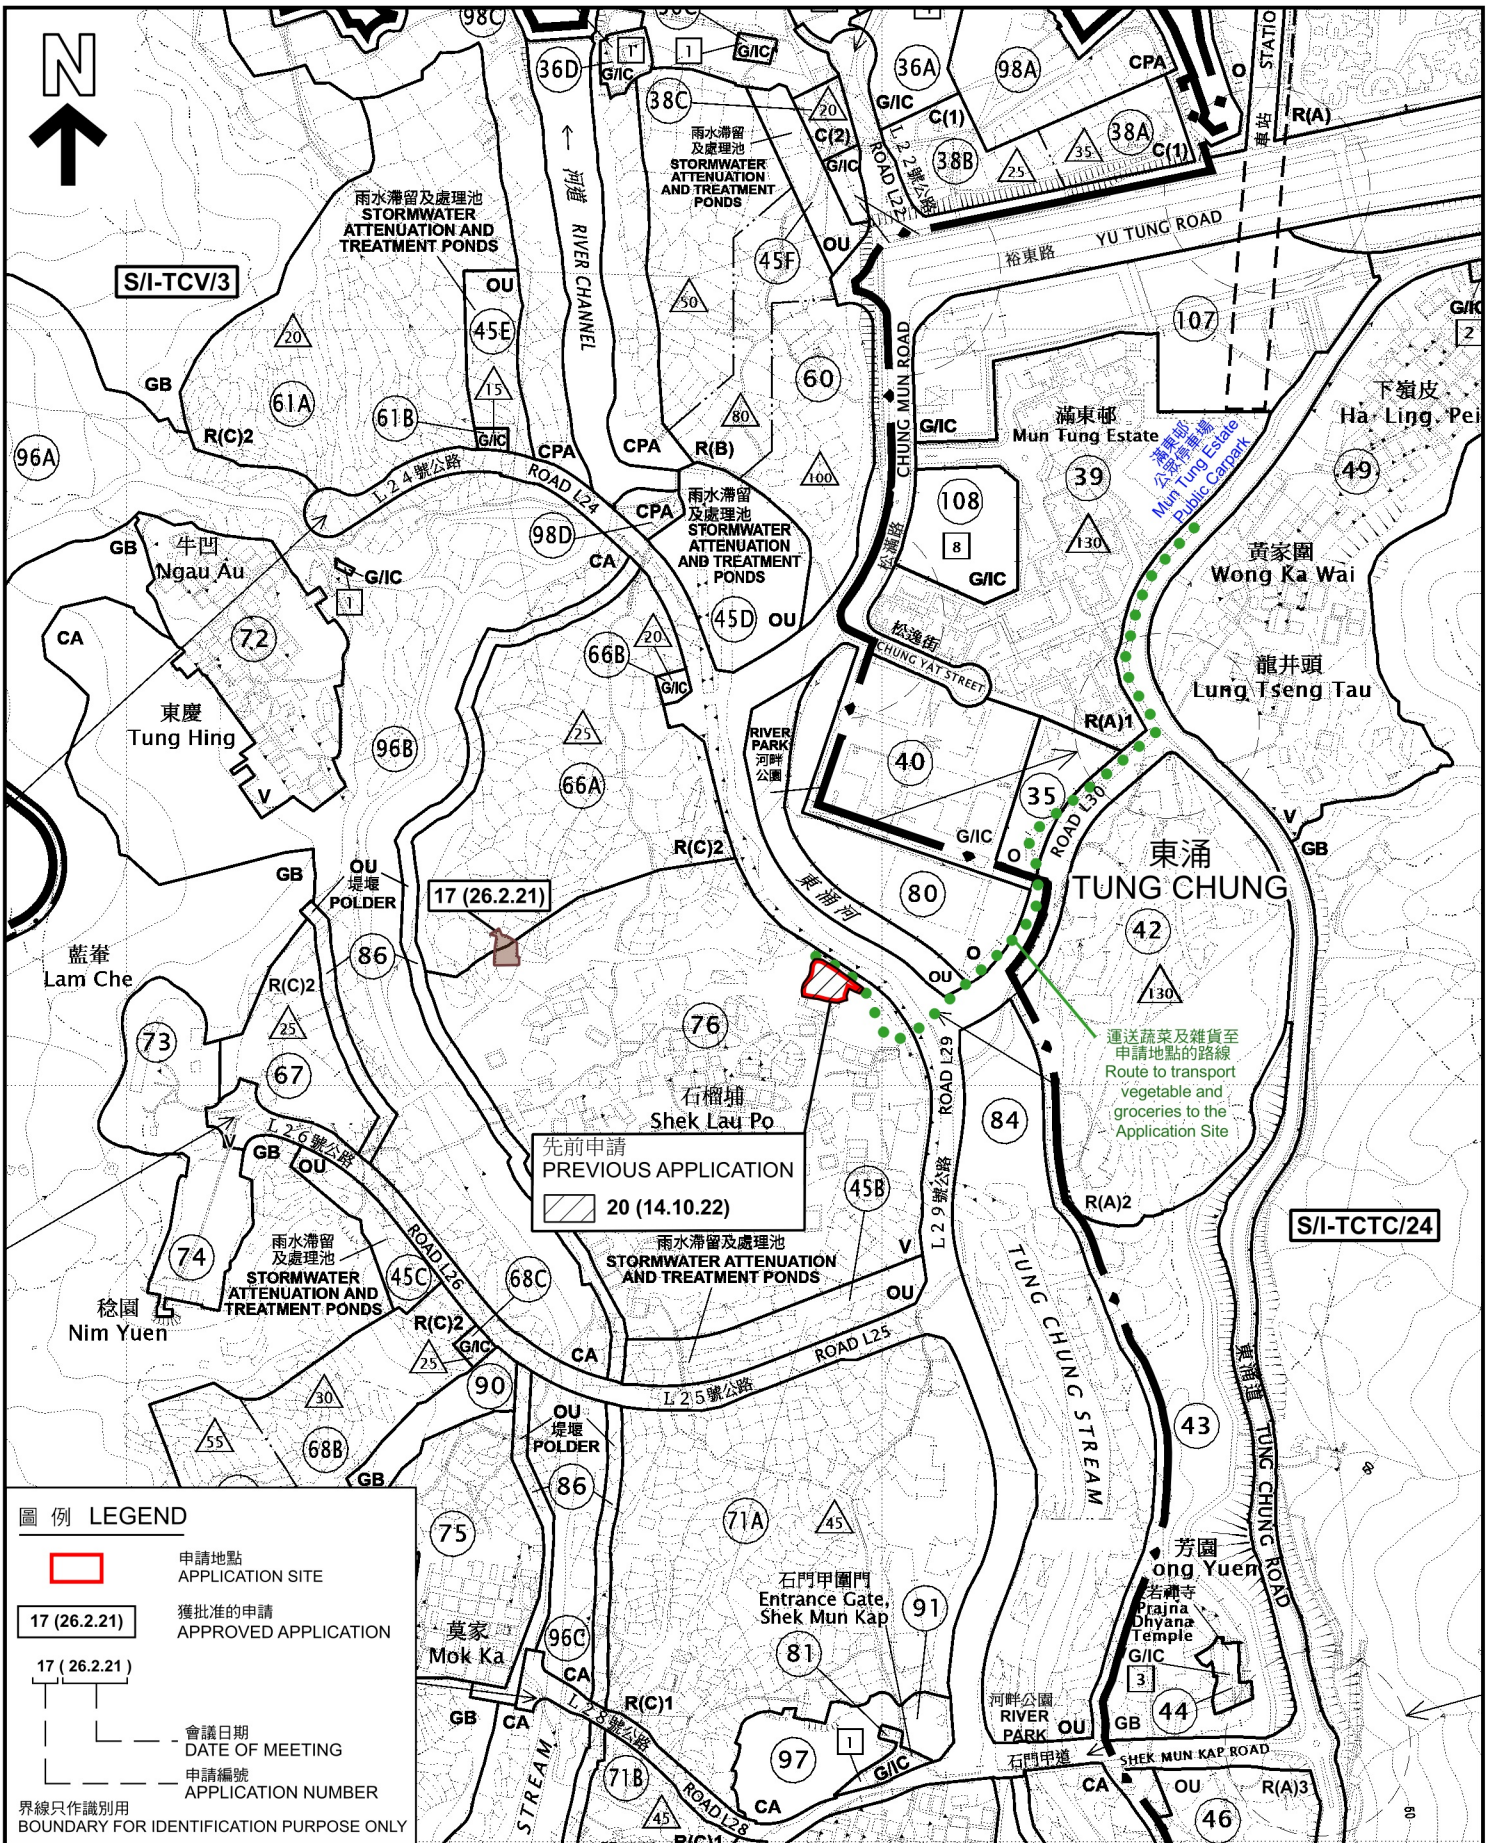 N
98C
36D
G/IC
1
1
G/IC
38C
20
C(2)
G/IC
雨水滯留
及處理池
STORMWATER
ATTENUATION
AND TREATMENT
PONDS
36A
98A
CPA
O
G/IC
C(1)
38B
25
35
38A
C(1)
R(A)
車站
STATIO
L22號公路
ROAD L22
YU TUNG ROAD
裕東路
雨水滯留及處理池
STORMWATER
ATTENUATION AND
TREATMENT PONDS
河道 RIVER CHANNEL
S/I-TCV/3
OU
45E
15
G/IC
20
61A
61B
GB
R(C)2
96A
OU
45F
50
60
80
100
CPA
CPA
R(B)
CHUNG MUN ROAD
松滿路
G/IC
107
G/IC
2
下嶺皮
Ha Ling Pei
滿東邨
Mun Tung Estate
39
130
滿東邨
公眾停車場
Mun Tung Estate
Public Carpark
49
108
8
G/IC
L24號公路
ROAD L24
98D
CPA
CA
雨水滯留
及處理池
STORMWATER
ATTENUATION
AND TREATMENT
PONDS
45D
OU
黃家圍
Wong Ka Wai
龍井頭
Lung Tseng Tau
GB
牛凹
Ngau Au
G/IC
1
CA
72
東慶
Tung Hing
V
96B
66B
20
G/IC
25
66A
松逸街
CHUNG YAT STREET
RIVER
PARK
河畔
公園
40
R(A)1
35
ROAD L30
G/IC
O
V
GB
東涌
TUNG CHUNG
42
130
R(C)2
東涌河
80
O
OU
GB
OU
堤堰
POLDER
86
17 (26.2.21)
藍輋
Lam Che
R(C)2
25
73
67
76
石榴埔
Shek Lau Po
ROAD L29
L29號公路
84
運送蔬菜及雜貨至
申請地點的路線
Route to transport
vegetable and
groceries to the
Application Site
先前申請
PREVIOUS APPLICATION
20 (14.10.22)
V
L26號公路
GB
OU
ROAD L26
74
雨水滯留
及處理池
STORMWATER
ATTENUATION AND
TREATMENT PONDS
45C
稔園
Nim Yuen
45B
V
OU
雨水滯留及處理池
STORMWATER ATTENUATION
AND TREATMENT PONDS
R(A)2
S/I-TCTC/24
68C
R(C)2
G/IC
25
90
CA
L25號公路
ROAD L25
TUNG CHUNG STREAM
東涌道
TUNG CHUNG ROAD
43
30
55
68B
GB
OU
堤堰
POLDER
86
71A
45
75
莫家
Mok Ka
96C
CA
GB
CA
R(C)1
L28號公路
ROAD L28
71B
45
STREAM
R(C)1
石門甲圍門
Entrance Gate,
Shek Mun Kap
91
81
97
1
G/IC
CA
芳園
ong Yuen
若禪寺
Prajna
Dhyana
Temple
G/IC
3
44
河畔公園
RIVER
PARK
OU
GB
石門甲道
SHEK MUN KAP ROAD
CA
OU
R(A)3
46
60
60
圖 例 LEGEND
申請地點
APPLICATION SITE
17 (26.2.21)
獲批准的申請
APPROVED APPLICATION
17 ( 26.2.21 )
會議日期
DATE OF MEETING
申請編號
APPLICATION NUMBER
界線只作識別用
BOUNDARY FOR IDENTIFICATION PURPOSE ONLY